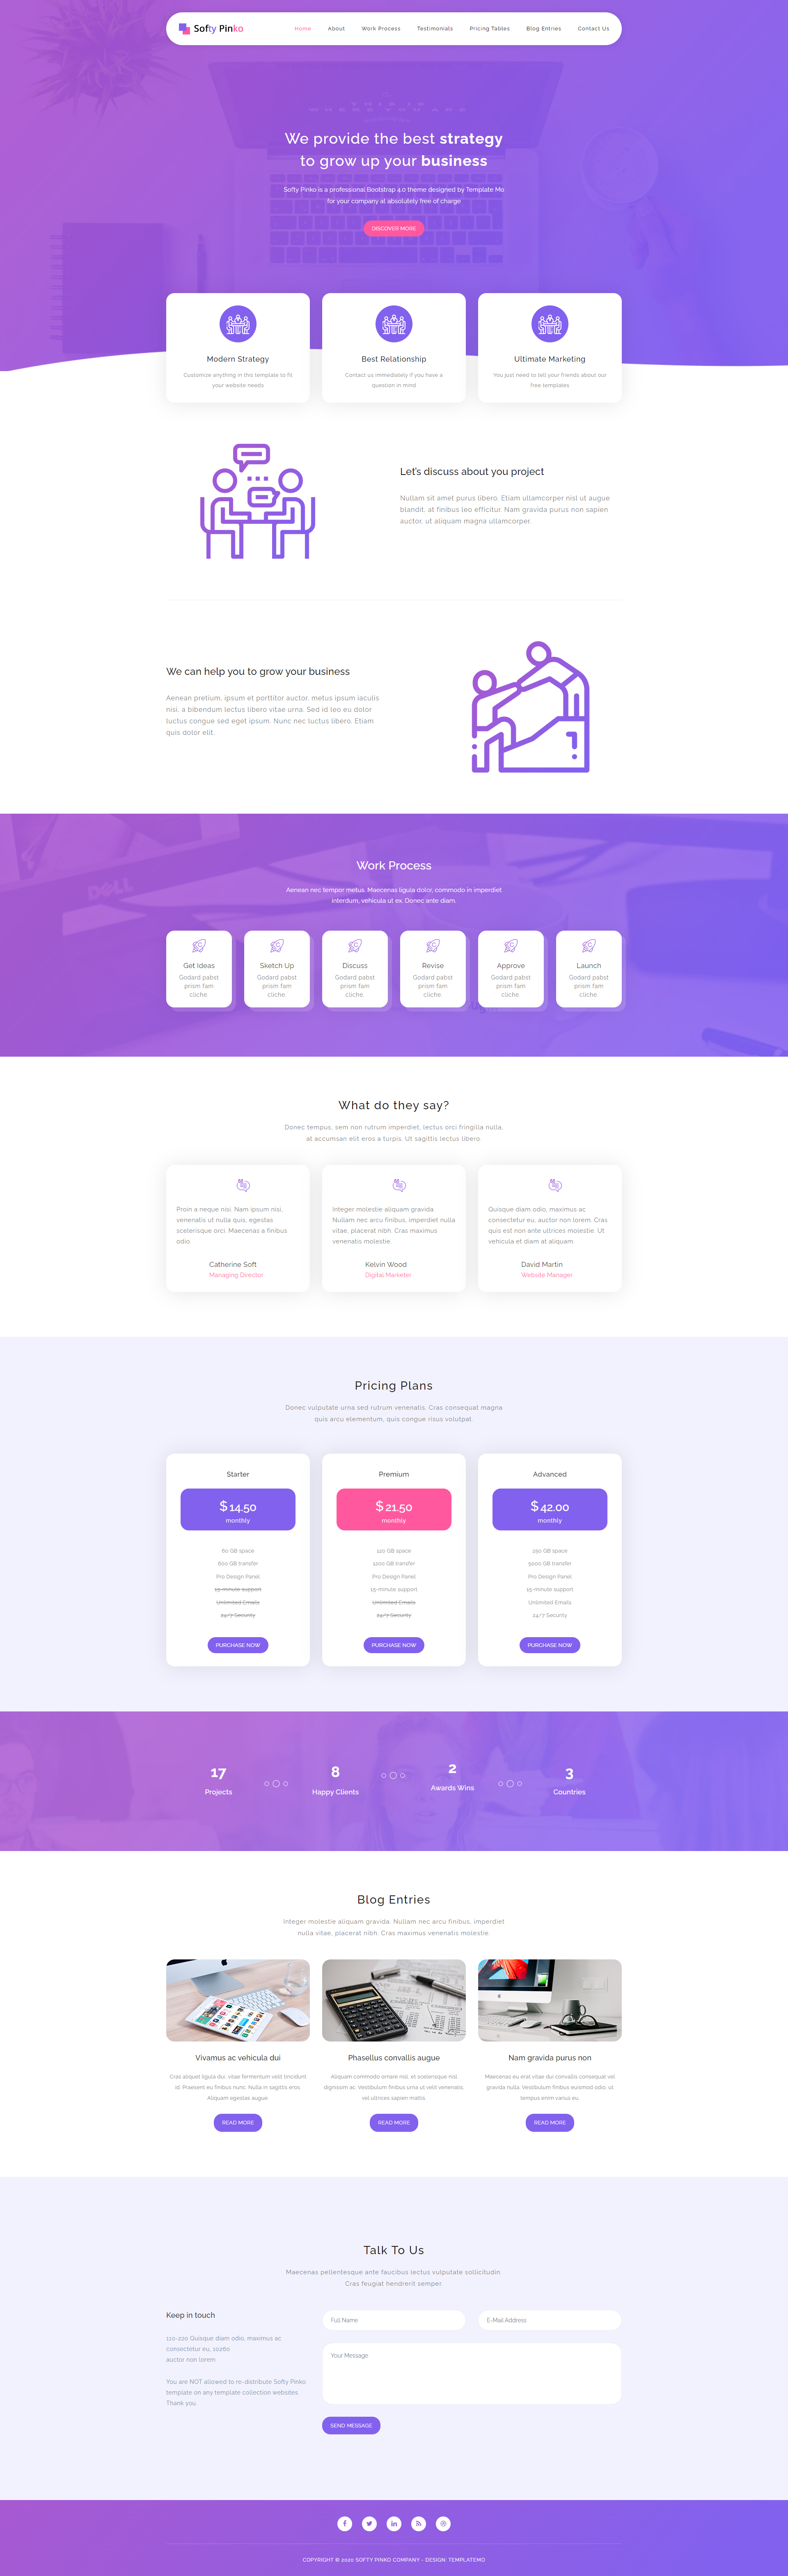 Softy Pinko
Home About Work Process Testimonials Pricing Tables Blog Entries Contact Us
We provide the best strategy
to grow up your business
Softy Pinko is a professional Bootstrap 4.0 theme designed by Template Mo
for your company at absolutely free of charge
DISCOVER MORE
Modern Strategy
Customize anything in this template to fit
your website needs
Best Relationship
Contact us immediately if you have a
question in mind
Ultimate Marketing
You just need to tell your friends about our
free templates
Let's discuss about you project
Nullam sit amet purus libero. Etiam ullamcorper nisl ut augue
blandit, at finibus leo efficitur. Nam gravida purus non sapien
auctor, ut aliquam magna ullamcorper.
We can help you to grow your business
Aenean pretium, ipsum et porttitor auctor, metus ipsum iaculis
nisi, a bibendum lectus libero vitae urna. Sed id leo eu dolor
luctus congue sed eget ipsum. Nunc nec luctus libero. Etiam
quis dolor elit.
DELL
Work Process
Aenean nec tempor metus. Maecenas ligula dolor, commodo in imperdiet
interdum, vehicula ut ex. Donec ante diam.
Get Ideas
Godard pabst
prism fam
cliche
Sketch Up
Godard pabst
prism fam
cliche
Discuss
Godard pabst
prism fam
cliche
Revise
Godard pabst
prism fam
cliche
Approve
Godard pabst
prism fam
cliche
Launch
Godard pabst
prism fam
cliche
What do they say?
Donec tempus, sem non rutrum imperdiet, lectus orci fringilla nulla,
at accumsan elit eros a turpis. Ut sagittis lectus libero.
Proin a neque nisi. Nam ipsum nisi,
venenatis ut nulla quis, egestas
scelerisque orci. Maecenas a finibus
odio
Catherine Soft
Managing Director
Integer molestie aliquam gravida.
Nullam nec arcu finibus, imperdiet nulla
vitae, placerat nibh. Cras maximus
venenatis molestie.
Kelvin Wood
Digital Marketer
Quisque diam odio, maximus ac
consectetur eu, auctor non lorem. Cras
quis est non ante ultrices molestie. Ut
vehicula et diam at aliquam.
David Martin
Website Manager
Pricing Plans
Donec vulputate urna sed rutrum venenatis. Cras consequat magna
quis arcu elementum, quis congue risus volutpat.
Starter
$ 14.50
monthly
60 GB space
600 GB transfer
Pro Design Panel
15-minute support
Unlimited Emails
24/7 Security
PURCHASE NOW
Premium
$ 21.50
monthly
120 GB space
1200 GB transfer
Pro Design Panel
15-minute support
Unlimited Emails
24/7 Security
PURCHASE NOW
Advanced
$ 42.00
monthly
250 GB space
5000 GB transfer
Pro Design Panel
15-minute support
Unlimited Emails
24/7 Security
PURCHASE NOW
17
Projects
8
Happy Clients
2
Awards Wins
3
Countries
Blog Entries
Integer molestie aliquam gravida. Nullam nec arcu finibus, imperdiet
nulla vitae, placerat nibh. Cras maximus venenatis molestie.
Vivamus ac vehicula dui
Cras aliquet ligula dui, vitae fermentum velit tincidunt
id. Praesent eu finibus nunc. Nulla in sagittis eros.
Aliquam egestas augue.
READ MORE
Phasellus convallis augue
Aliquam commodo ornare nisl, et scelerisque nisl
dignissim ac. Vestibulum finibus urna ut velit venenatis,
vel ultrices sapien mattis.
READ MORE
Nam gravida purus non
Maecenas eu erat vitae dui convallis consequat vel
gravida nulla. Vestibulum finibus euismod odio, ut
tempus enim varius eu.
READ MORE
Talk To Us
Maecenas pellentesque ante faucibus lectus vulputate sollicitudin.
Cras feugiat hendrerit semper.
Keep in touch
110-220 Quisque diam odio, maximus ac
consectetur eu, 10260
auctor non lorem
You are NOT allowed to re-distribute Softy Pinko
template on any template collection websites.
Thank you.
Full Name
E-Mail Address
Your Message
SEND MESSAGE
COPYRIGHT © 2020 SOFTY PINKO COMPANY - DESIGN: TEMPLATEMO